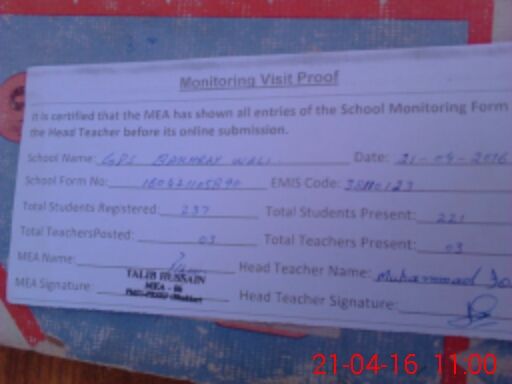 Monitoring Visit Proof
It is certified that the MEA has shown all entries of the School Monitoring Form
the Head Teacher before its online submission.
School Name: GPS WALI Date: 21-04-2016
School Form No: EMIS Code:
Total Students Registered: 237 Total Students Present: 221
Total TeachersPosted: 03 Total Teachers Present: 03
MEA Name: Head Teacher Name: Muhammad
TALIB HUSSAIN
MEA - 
MEA Signature: Head Teacher Signature:
21-04-16 11:00